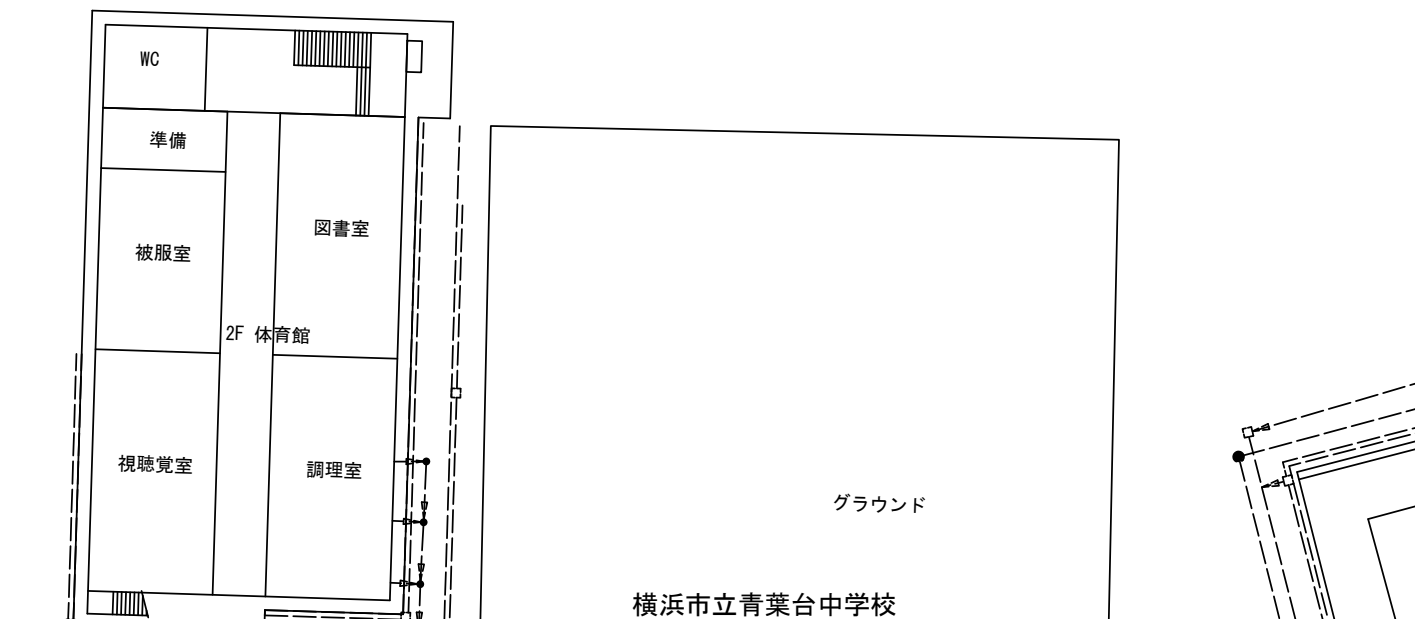 WC
準備
図書室
被服室
2F 体育館
視聴覚室
調理室
グラウンド
横浜市立青葉台中学校